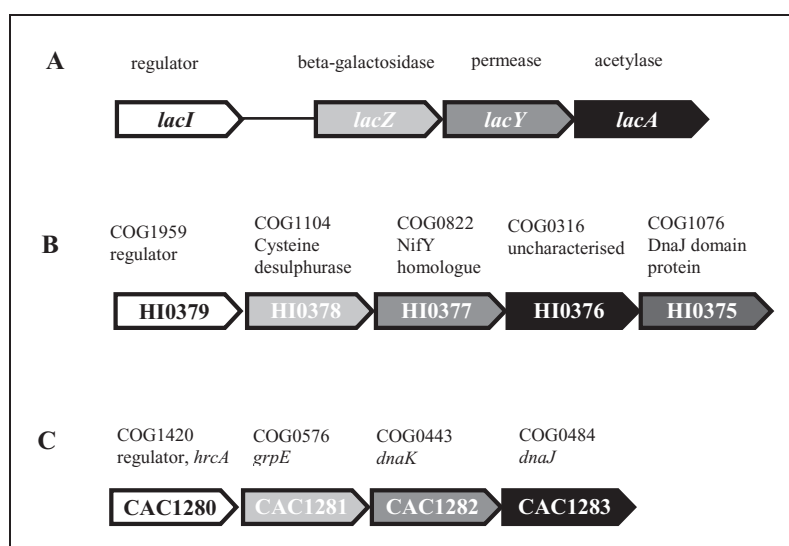 A
regulator beta-galactosidase permease acetylase
lacI lacZ lacY lacA
B
COG1959 COG1104 COG0822 COG0316 COG1076
regulator Cysteine NifY uncharacterised DnaJ domain
desulphurase homologue protein
HI0379 HI0378 HI0377 HI0376 HI0375
C
COG1420 COG0576 COG0443 COG0484
regulator, hrcA grpE dnaK dnaJ
CAC1280 CAC1281 CAC1282 CAC1283